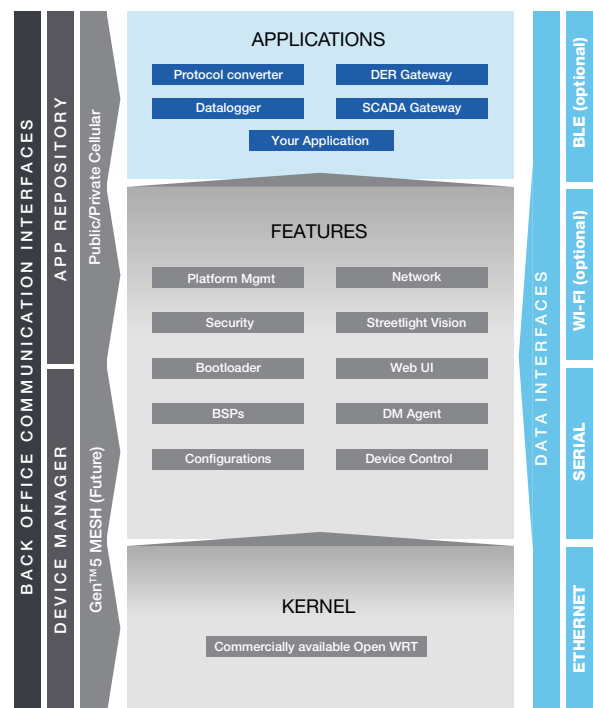 BACK OFFICE COMMUNICATION INTERFACES
APP REPOSITORY
DEVICE MANAGER
Public/Private Cellular
Gen™5 MESH (Future)
APPLICATIONS
Protocol converter
DER Gateway
Datalogger
SCADA Gateway
Your Application
FEATURES
Platform Mgmt
Network
Security
Streetlight Vision
Bootloader
Web UI
BSPs
DM Agent
Configurations
Device Control
KERNEL
Commercially available Open WRT
DATA INTERFACES
BLE (optional)
WI-FI (optional)
SERIAL
ETHERNET